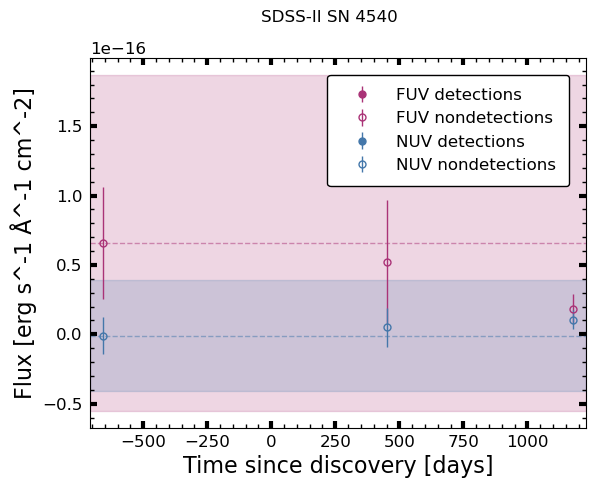 SDSS-II SN 4540
1e−16
FUV detections
FUV nondetections
NUV detections
NUV nondetections
1.5
1.0
0.5
0.0
−0.5
Flux [erg s^-1 Å^-1 cm^-2]
−500 −250 0 250 500 750 1000
Time since discovery [days]